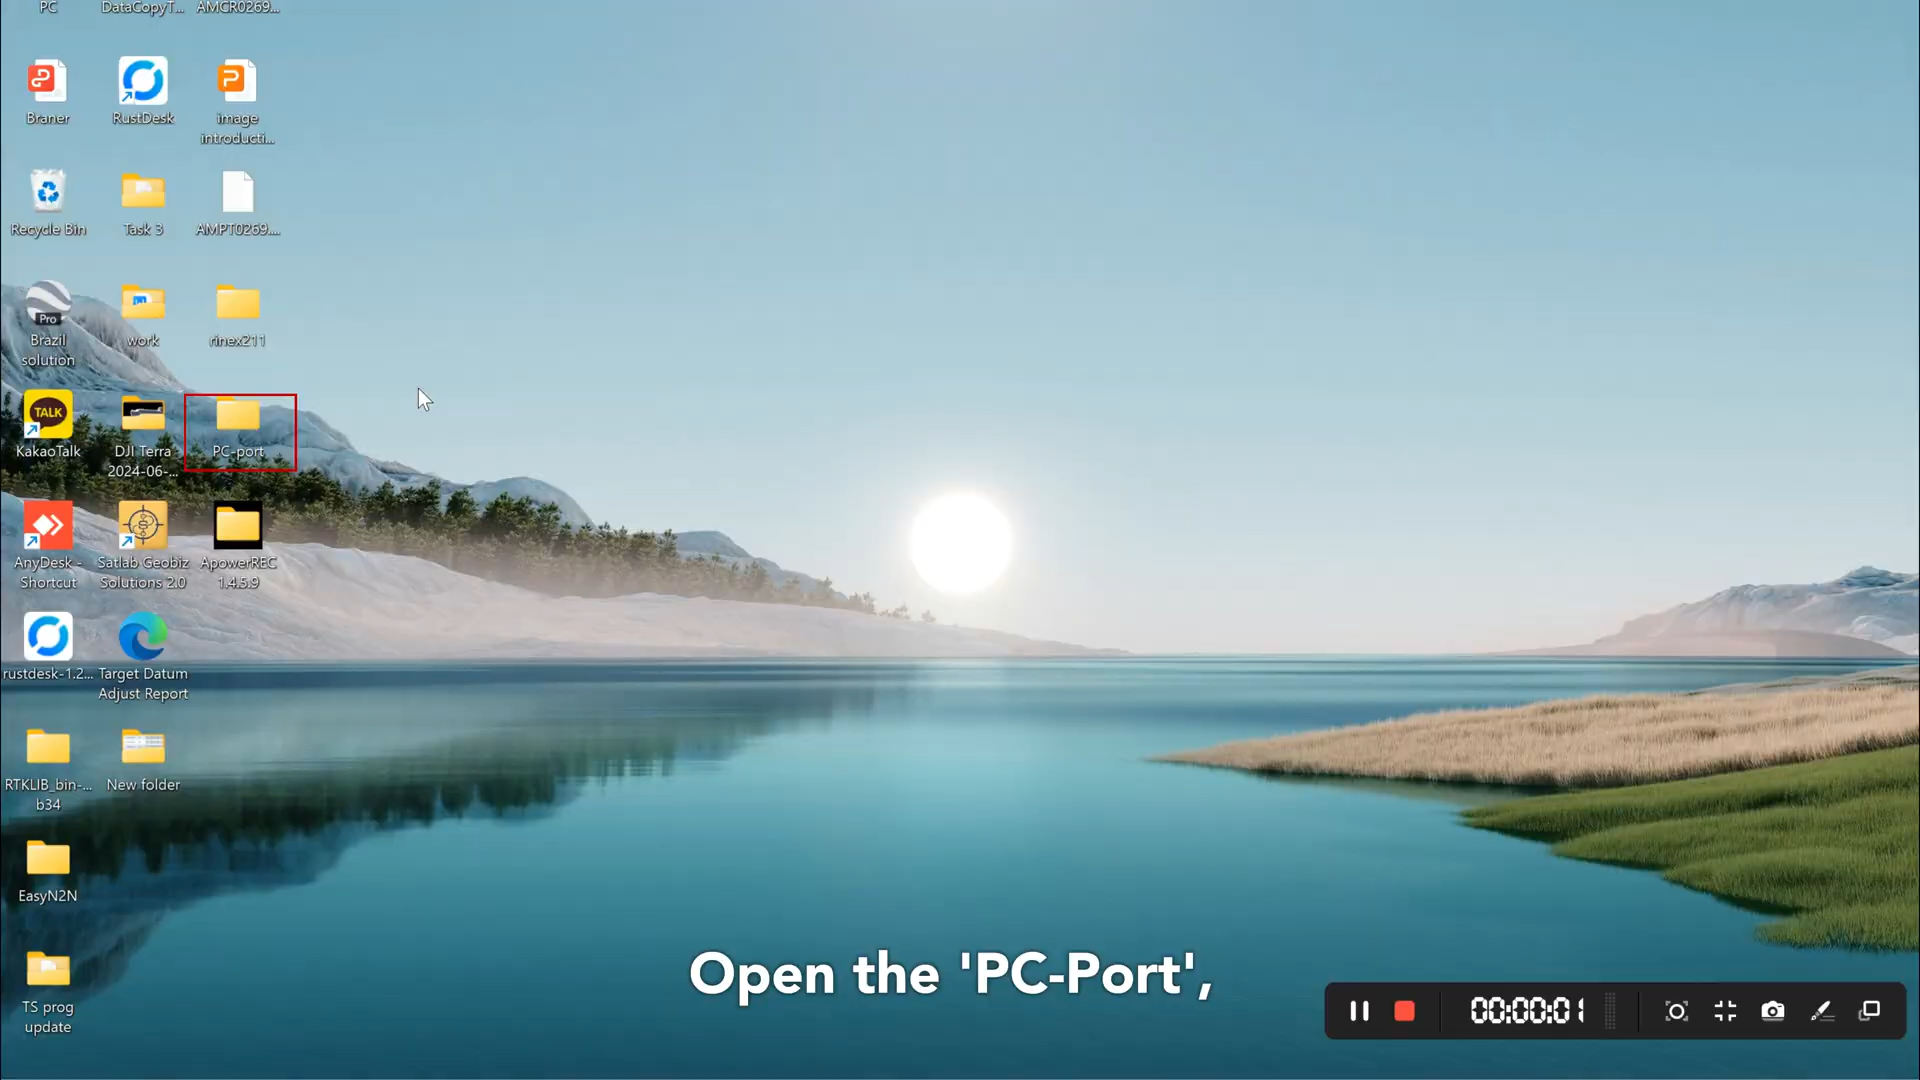 PC
DataCopyT...
AMCR0269...
Braner
RustDesk
image
introducti...
Recycle Bin
Task 3
AMPT0269....
Pro
Brazil
solution
work
rinex211
TALK
KakaoTalk
DJI Terra
2024-06-...
PC-port
AnyDesk -
Shortcut
Satlab Geobiz
Solutions 2.0
ApowerREC
1.4.5.9
rustdesk-1.2...
Target Datum
Adjust Report
RTKLIB_bin-...
b34
New folder
EasyN2N
TS prog
update
Open the 'PC-Port',
00:00:01